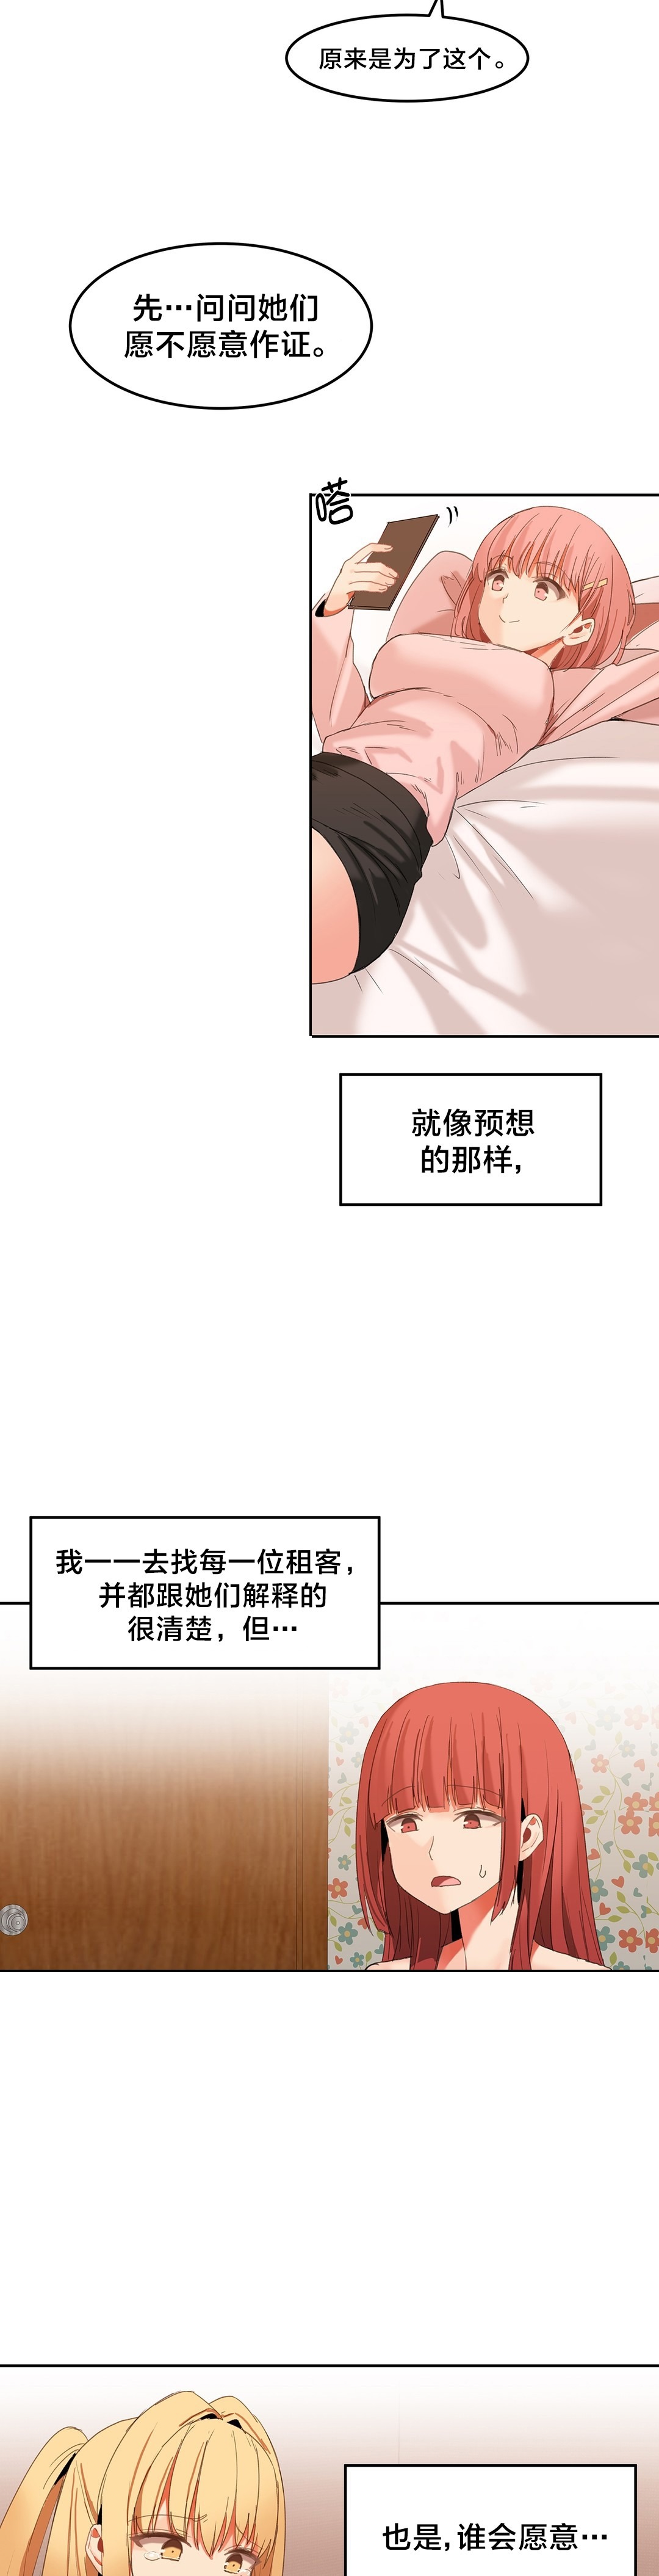 原来是为了这个。
先…问问她们
愿不愿意作证。
嗒
就像预想
的那样,
我一一去找每一位租客，
并都跟她们解释的
很清楚，但…
也是,谁会愿意…